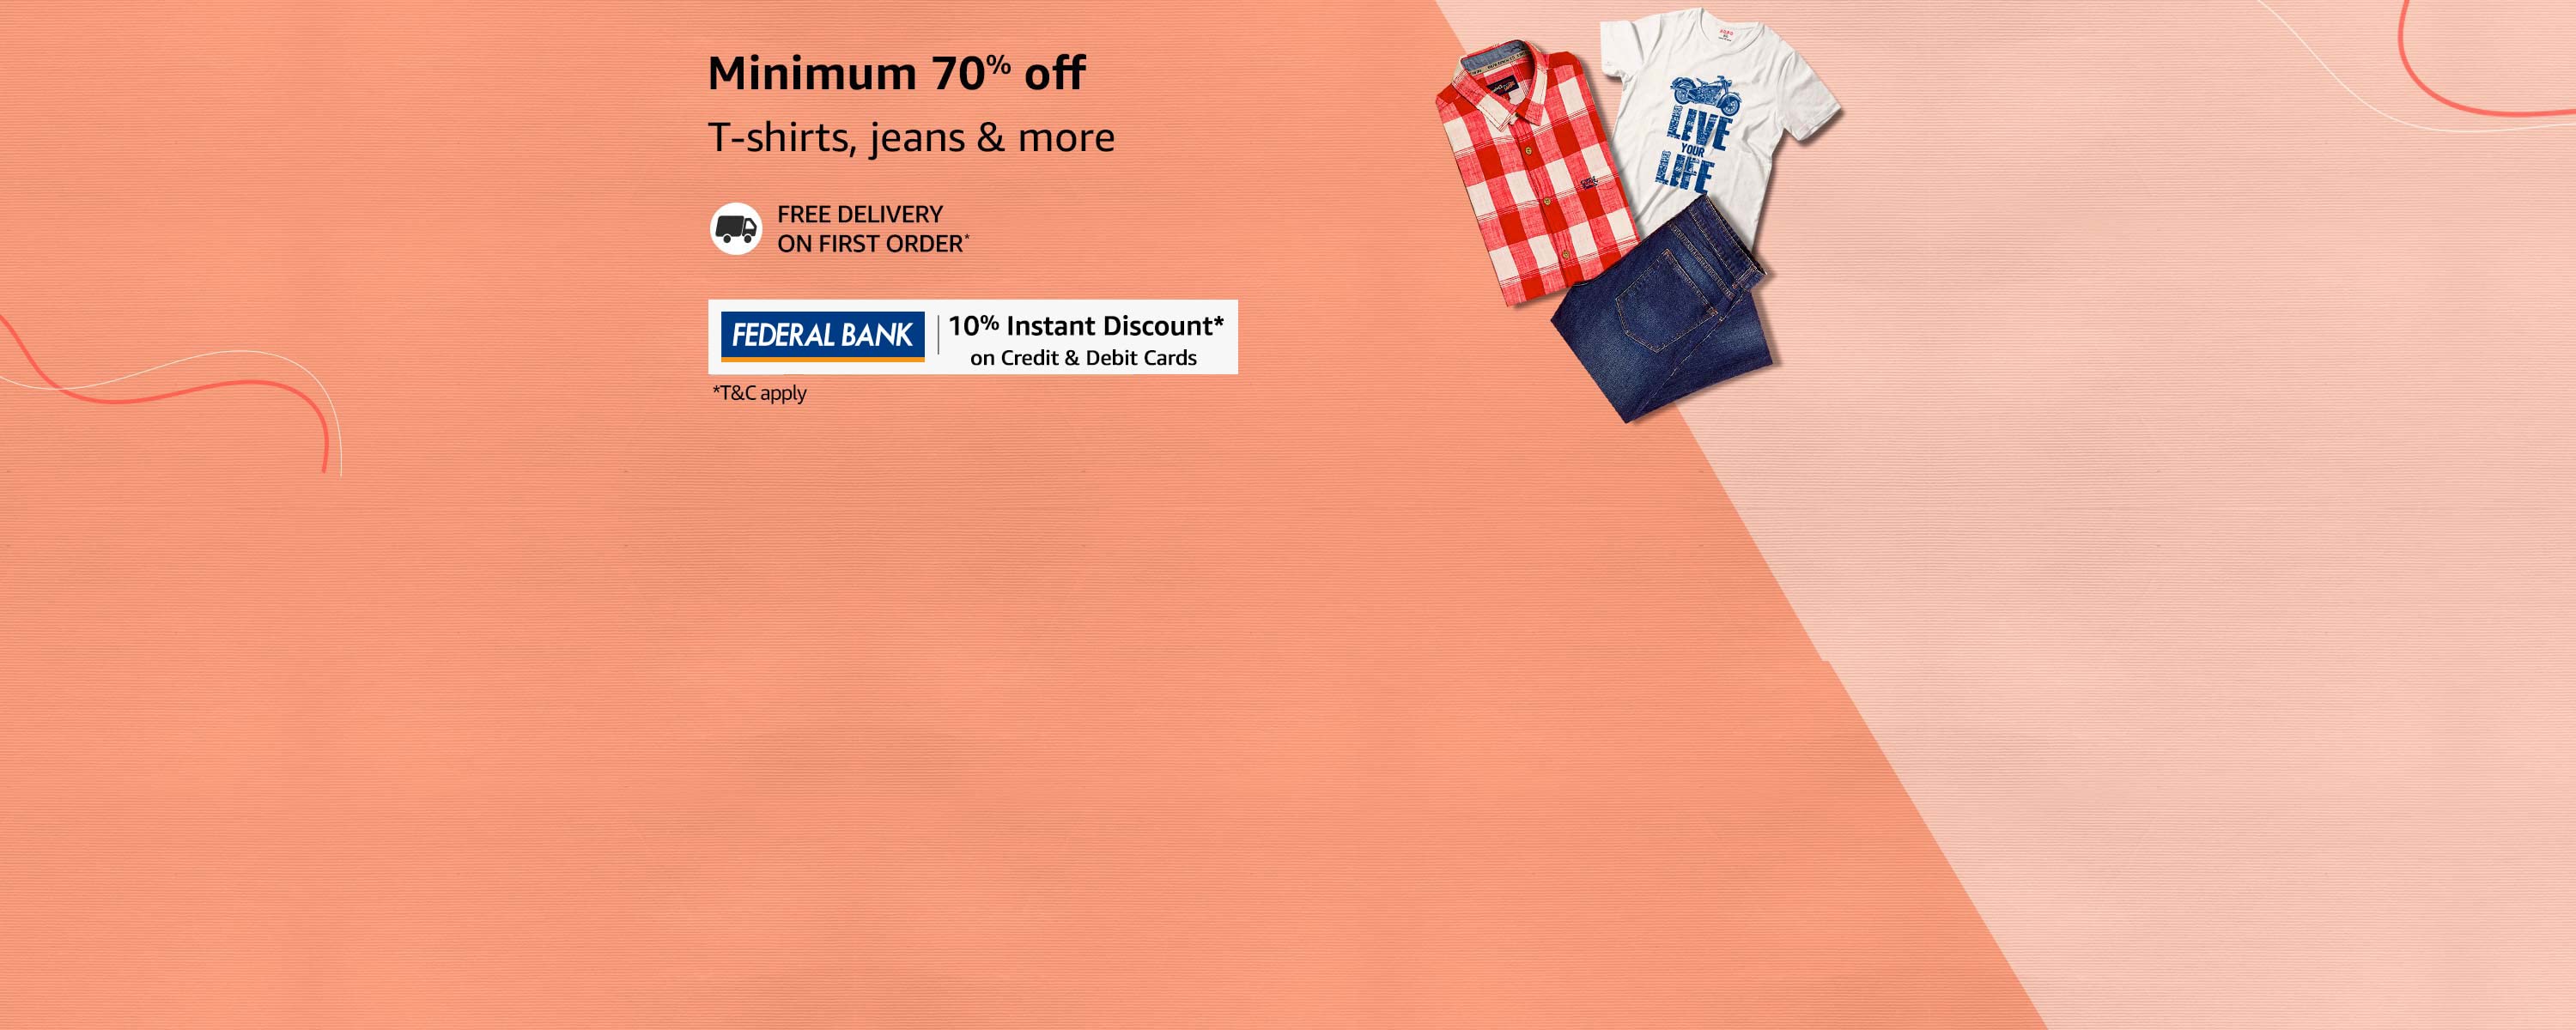 Minimum 70% off
T-shirts, jeans & more
FREE DELIVERY
ON FIRST ORDER*
FEDERAL BANK
10% Instant Discount*
on Credit & Debit Cards
*T&C apply
LIVE
YOUR
LIFE